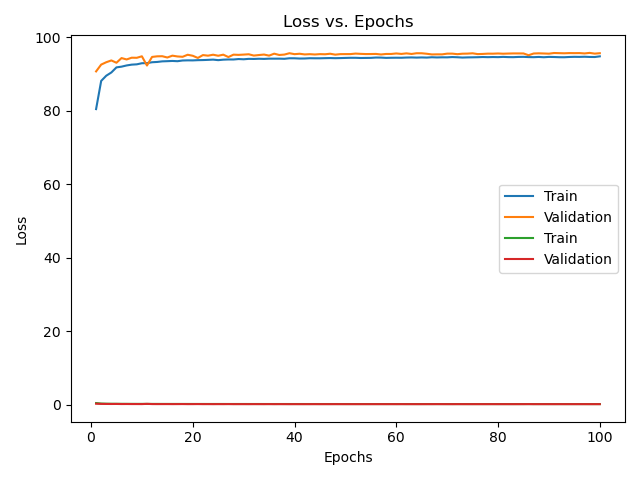 Loss vs. Epochs
100
80
60
40
20
0
Loss
Train
Validation
Train
Validation
0 20 40 60 80 100
Epochs